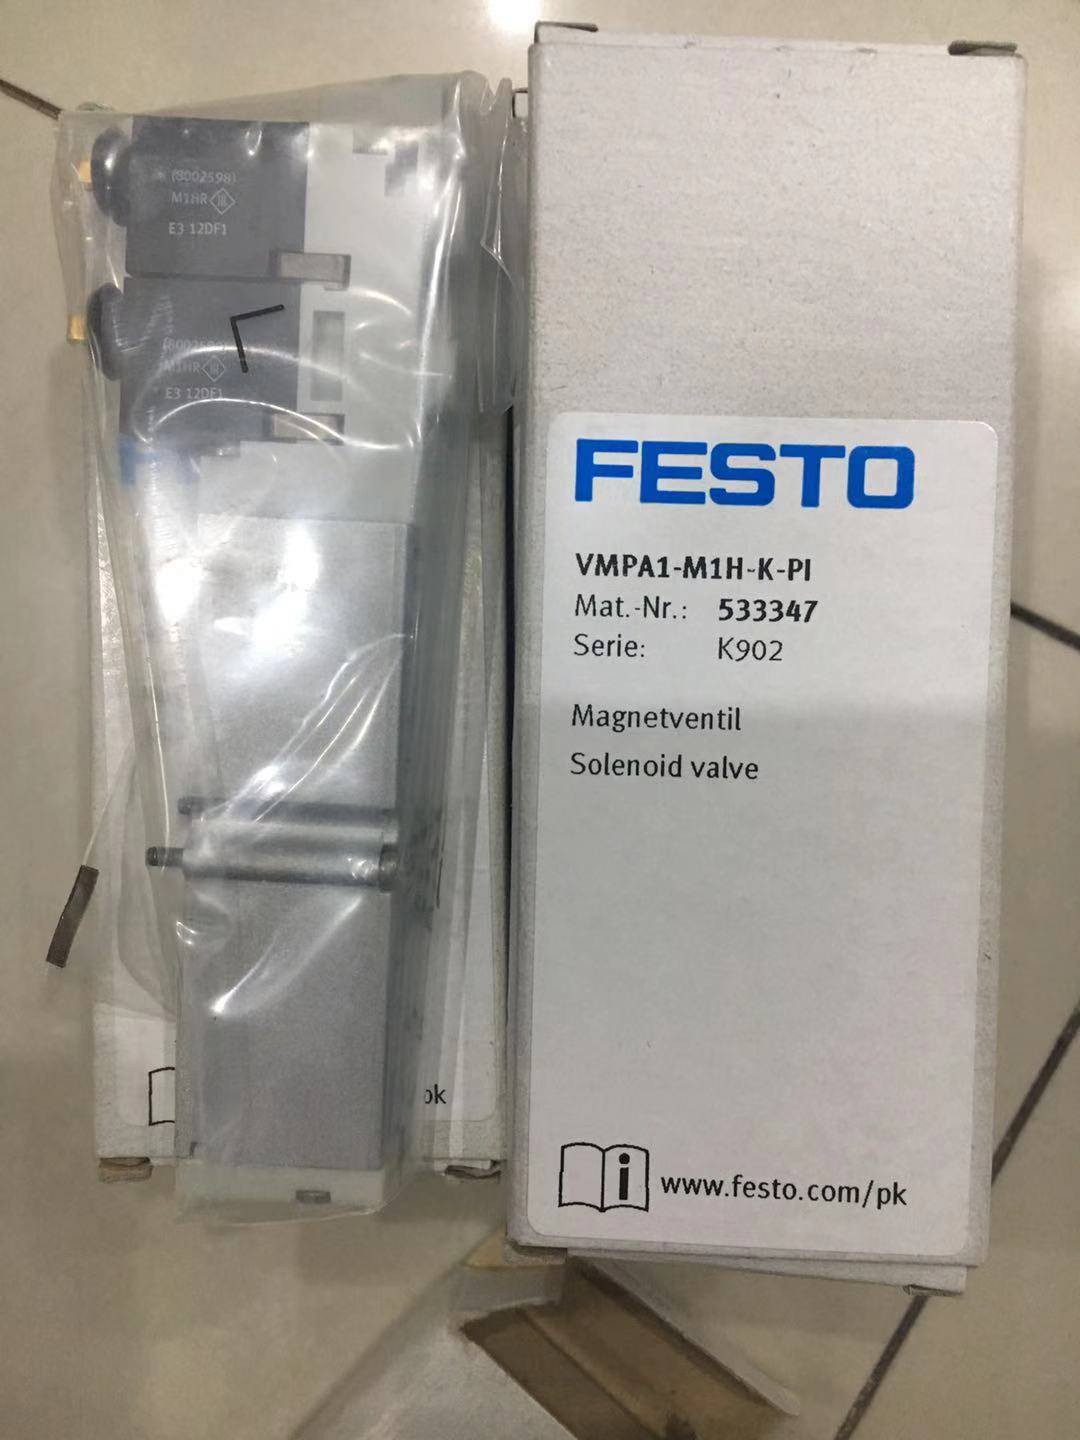 (8002598)
M1HR
E3 12DF1
M1HR
E3 12DF1
FESTO
VMPA1-M1H-K-PI
Mat.-Nr.: 533347
Serie: K902
Magnetventil
Solenoid valve
i www.festo.com/pk
ok